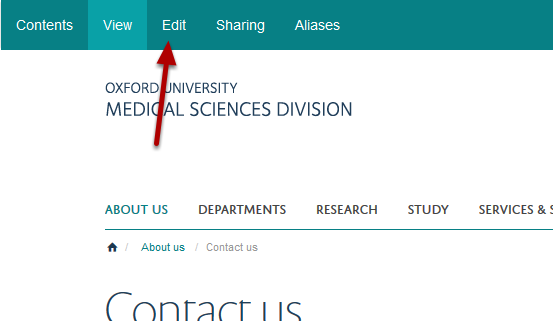 Contents View Edit Sharing Aliases
OXFORD UNIVERSITY
MEDICAL SCIENCES DIVISION
ABOUT US DEPARTMENTS RESEARCH STUDY SERVICES & S
/ About us / Contact us
Contact us